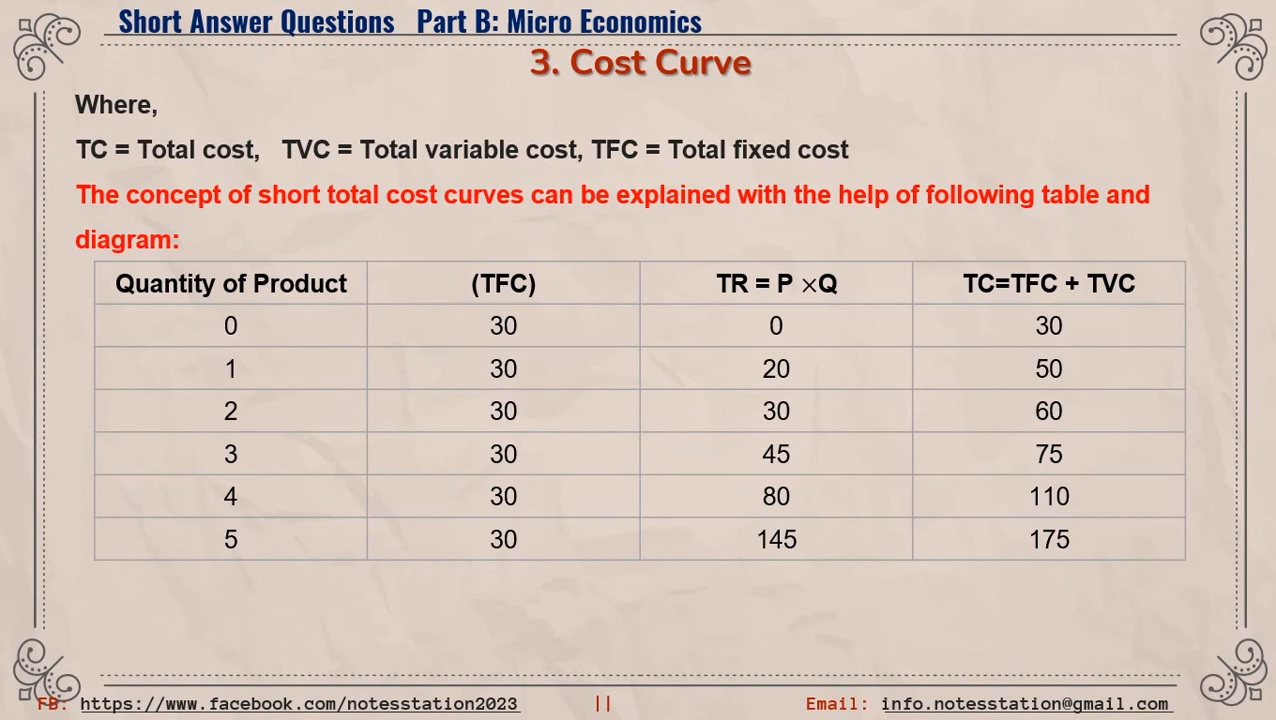 Short Answer Questions   Part B: Micro Economics
3. Cost Curve
Where,
TC = Total cost,   TVC = Total variable cost, TFC = Total fixed cost
The concept of short total cost curves can be explained with the help of following table and
diagram:
Quantity of Product (TFC) TR = P ×Q TC=TFC + TVC
0 30 0 30
1 30 20 50
2 30 30 60
3 30 45 75
4 30 80 110
5 30 145 175
FB: https://www.facebook.com/notesstation2023 || Email: info.notesstation@gmail.com